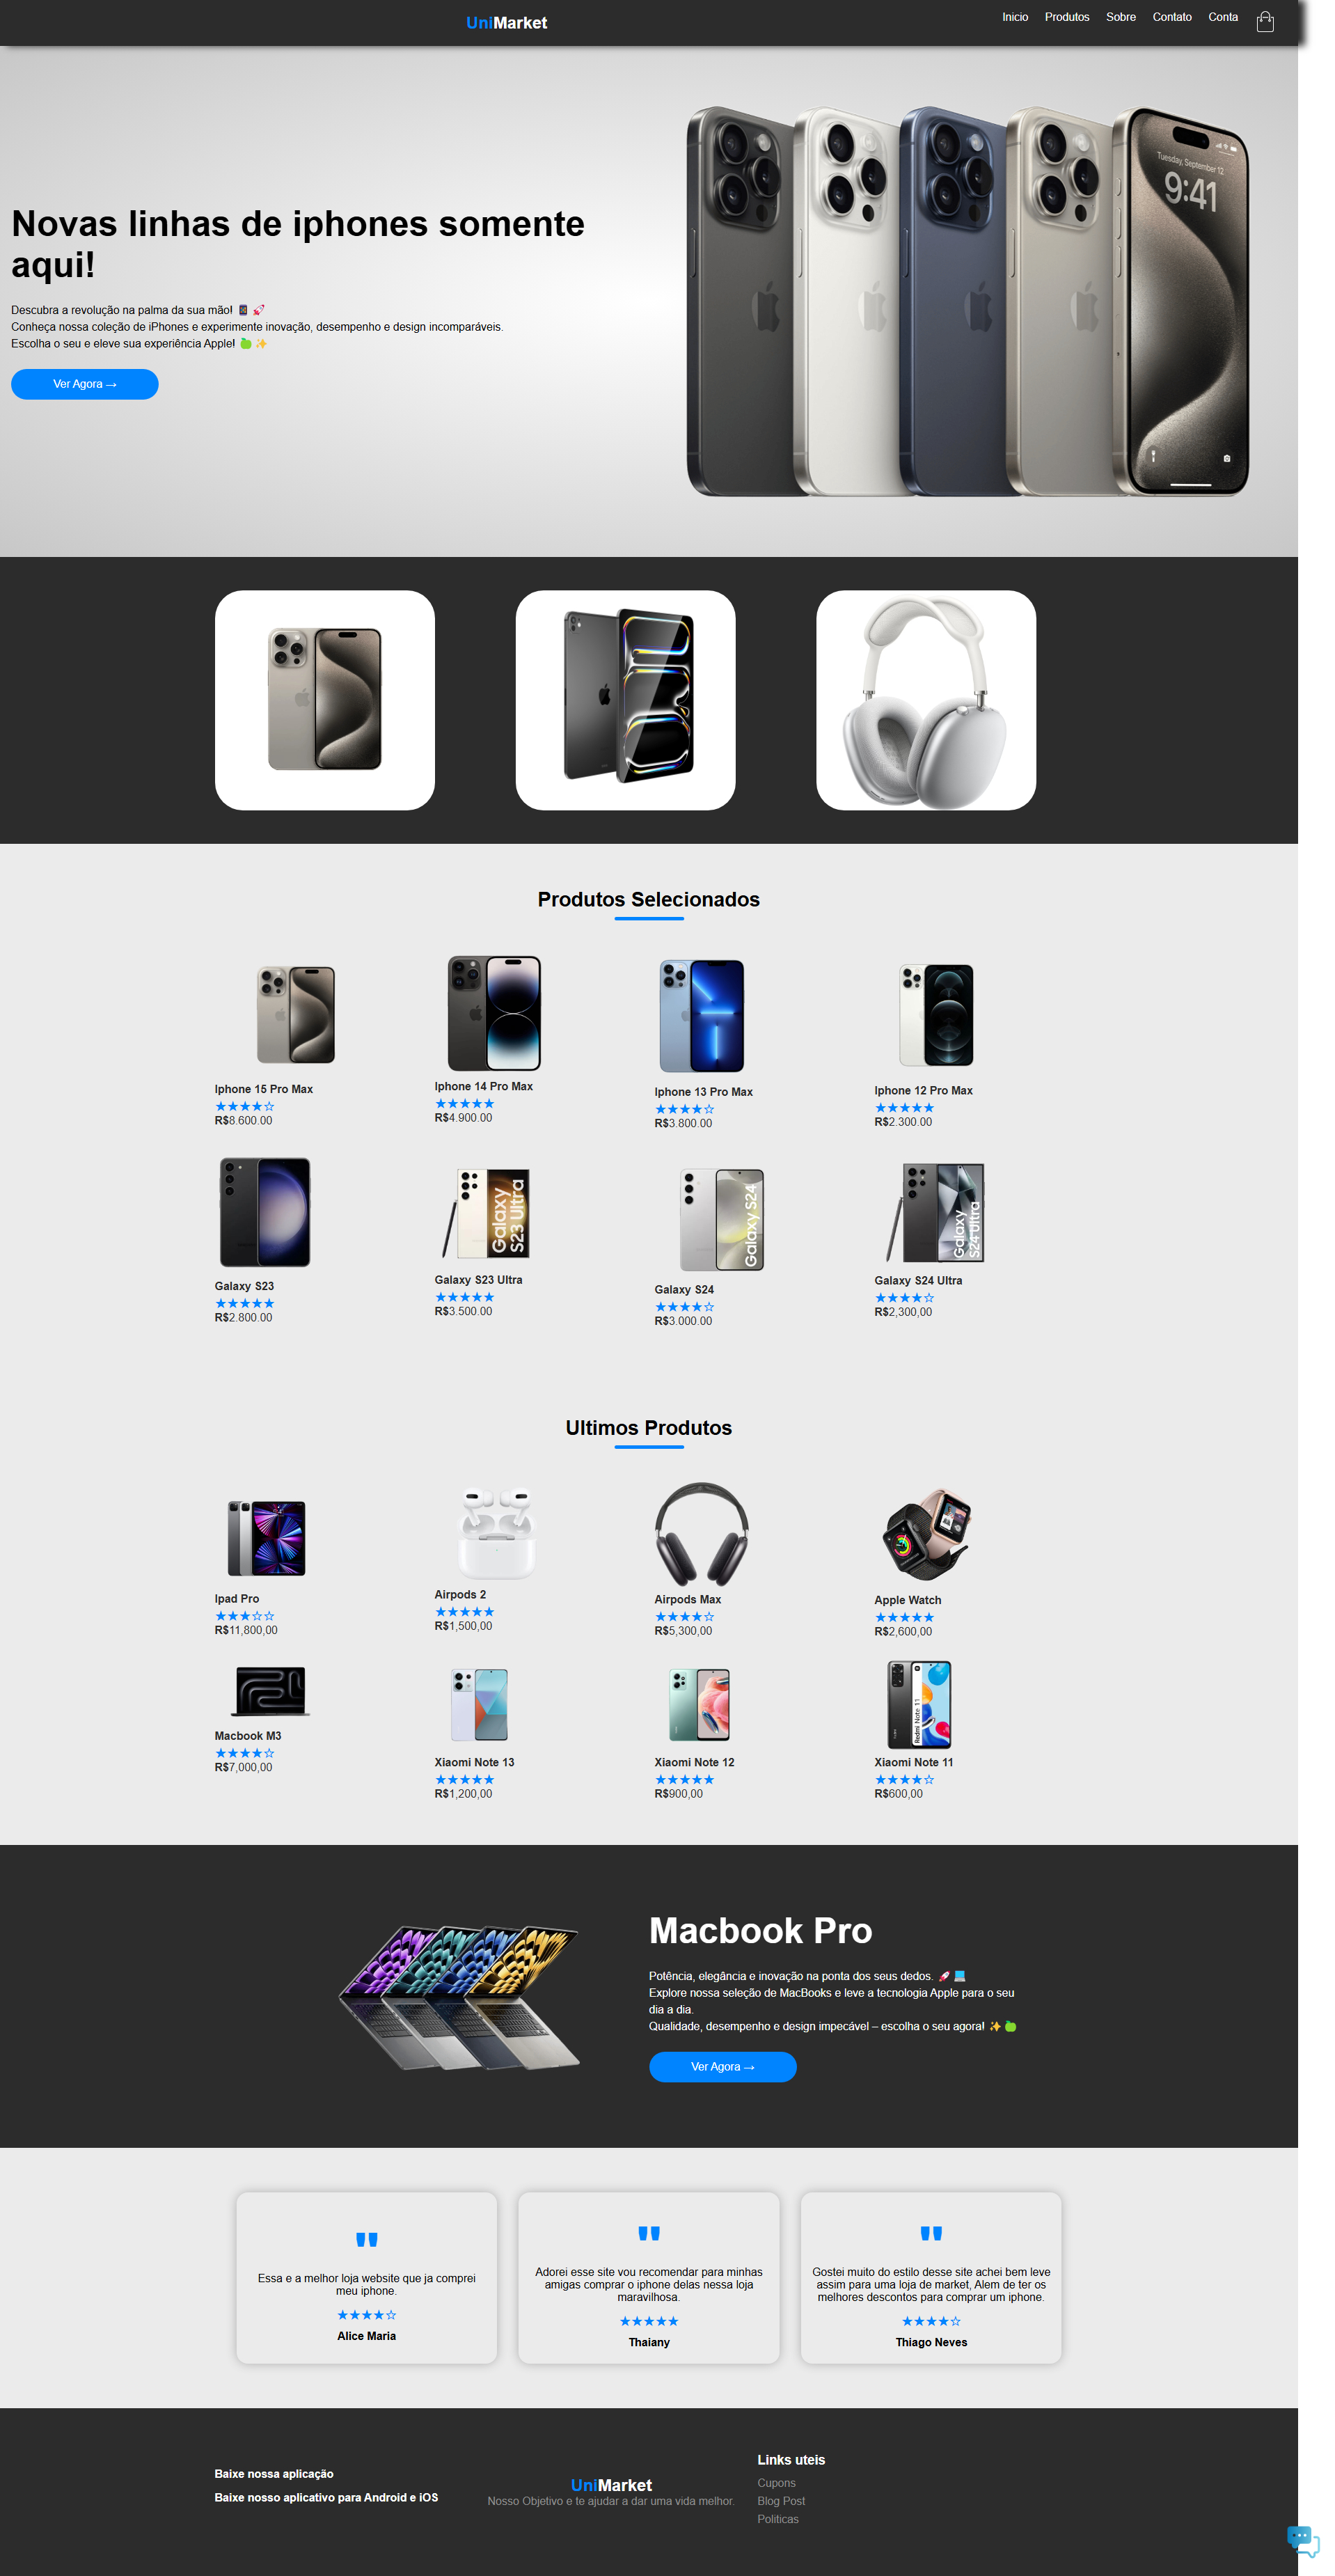 UniMarket
Inicio Produtos Sobre Contato Conta
Novas linhas de iphones somente
aqui!
Descubra a revolução na palma da sua mão! 📱 🚀
Conheça nossa coleção de iPhones e experimente inovação, desempenho e design incomparáveis.
Escolha o seu e eleve sua experiência Apple! 🍏 ✨
Ver Agora →
Tuesday, September 12
9:41
Produtos Selecionados
Iphone 15 Pro Max
★★★★☆
R$8.600.00
Iphone 14 Pro Max
★★★★★
R$4.900.00
Iphone 13 Pro Max
★★★★☆
R$3.800.00
Iphone 12 Pro Max
★★★★★
R$2.300.00
Galaxy S23
★★★★★
R$2.800.00
Galaxy
S23 Ultra
Galaxy S23 Ultra
★★★★★
R$3.500.00
Galaxy S24
Galaxy S24
★★★★☆
R$3.000.00
Galaxy
S24 Ultra
Galaxy S24 Ultra
★★★★☆
R$2,300,00
Ultimos Produtos
Ipad Pro
★★★☆☆
R$11,800,00
Airpods 2
★★★★★
R$1,500,00
Airpods Max
★★★★☆
R$5,300,00
Apple Watch
★★★★★
R$2,600,00
Macbook M3
★★★★☆
R$7,000,00
Xiaomi Note 13
★★★★★
R$1,200,00
Xiaomi Note 12
★★★★★
R$900,00
Redmi Note 11
Xiaomi Note 11
★★★★☆
R$600,00
Macbook Pro
Potência, elegância e inovação na ponta dos seus dedos. 🚀 💻
Explore nossa seleção de MacBooks e leve a tecnologia Apple para o seu
dia a dia.
Qualidade, desempenho e design impecável – escolha o seu agora! ✨ 🍏
Ver Agora →
"
Essa e a melhor loja website que ja comprei
meu iphone.
★★★★☆
Alice Maria
"
Adorei esse site vou recomendar para minhas
amigas comprar o iphone delas nessa loja
maravilhosa.
★★★★★
Thaiany
"
Gostei muito do estilo desse site achei bem leve
assim para uma loja de market, Alem de ter os
melhores descontos para comprar um iphone.
★★★★☆
Thiago Neves
Baixe nossa aplicação
Baixe nosso aplicativo para Android e iOS
UniMarket
Nosso Objetivo e te ajudar a dar uma vida melhor.
Links uteis
Cupons
Blog Post
Politicas